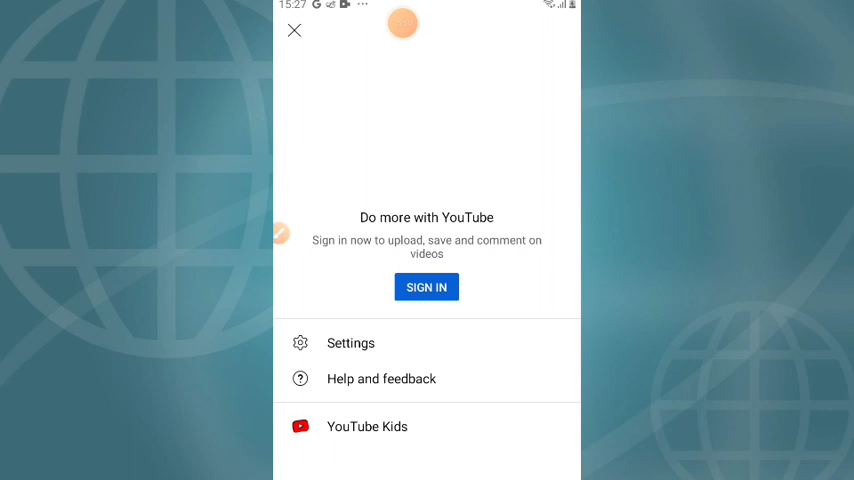 15:27
Do more with YouTube
Sign in now to upload, save and comment on
videos
SIGN IN
Settings
Help and feedback
YouTube Kids